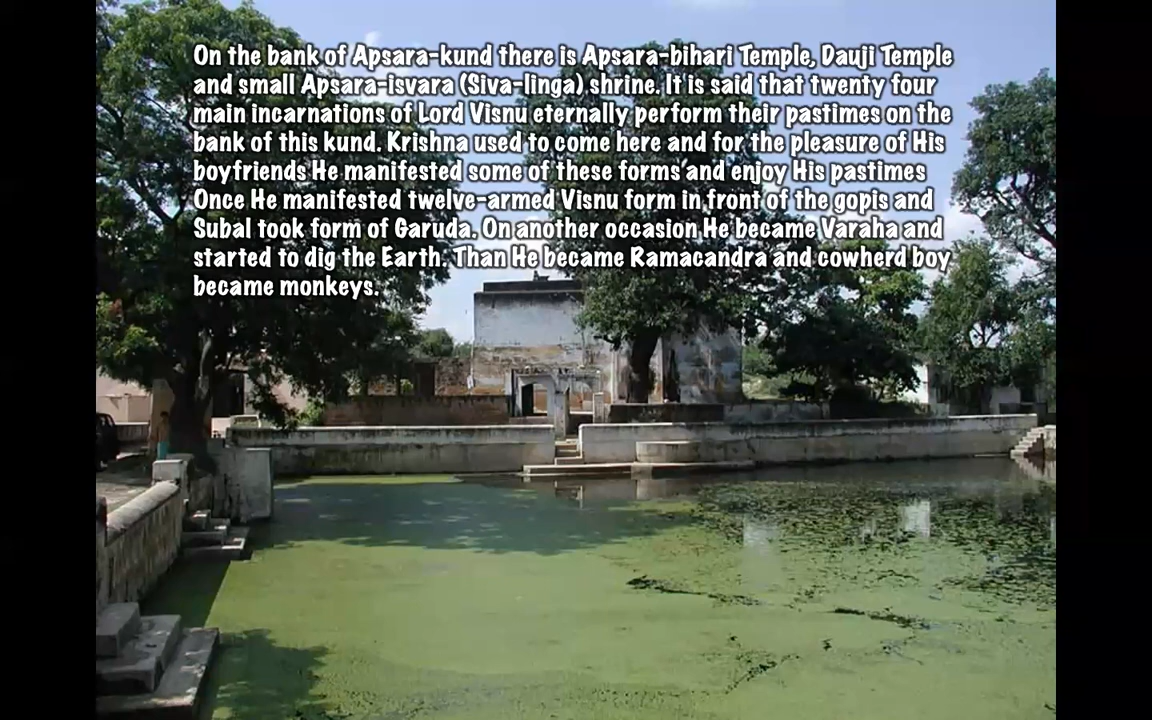 On the bank of Apsara-kund there is Apsara-bihari Temple, Dauji Temple
and small Apsara-isvara (Siva-linga) shrine. It is said that twenty four
main incarnations of Lord Visnu eternally perform their pastimes on the
bank of this kund. Krishna used to come here and for the pleasure of His
boyfriends He manifested some of these forms and enjoy His pastimes
Once He manifested twelve-armed Visnu form in front of the gopis and
Subal took form of Garuda. On another occasion He became Varaha and
started to dig the Earth. Than He became Ramacandra and cowherd boy
became monkeys.